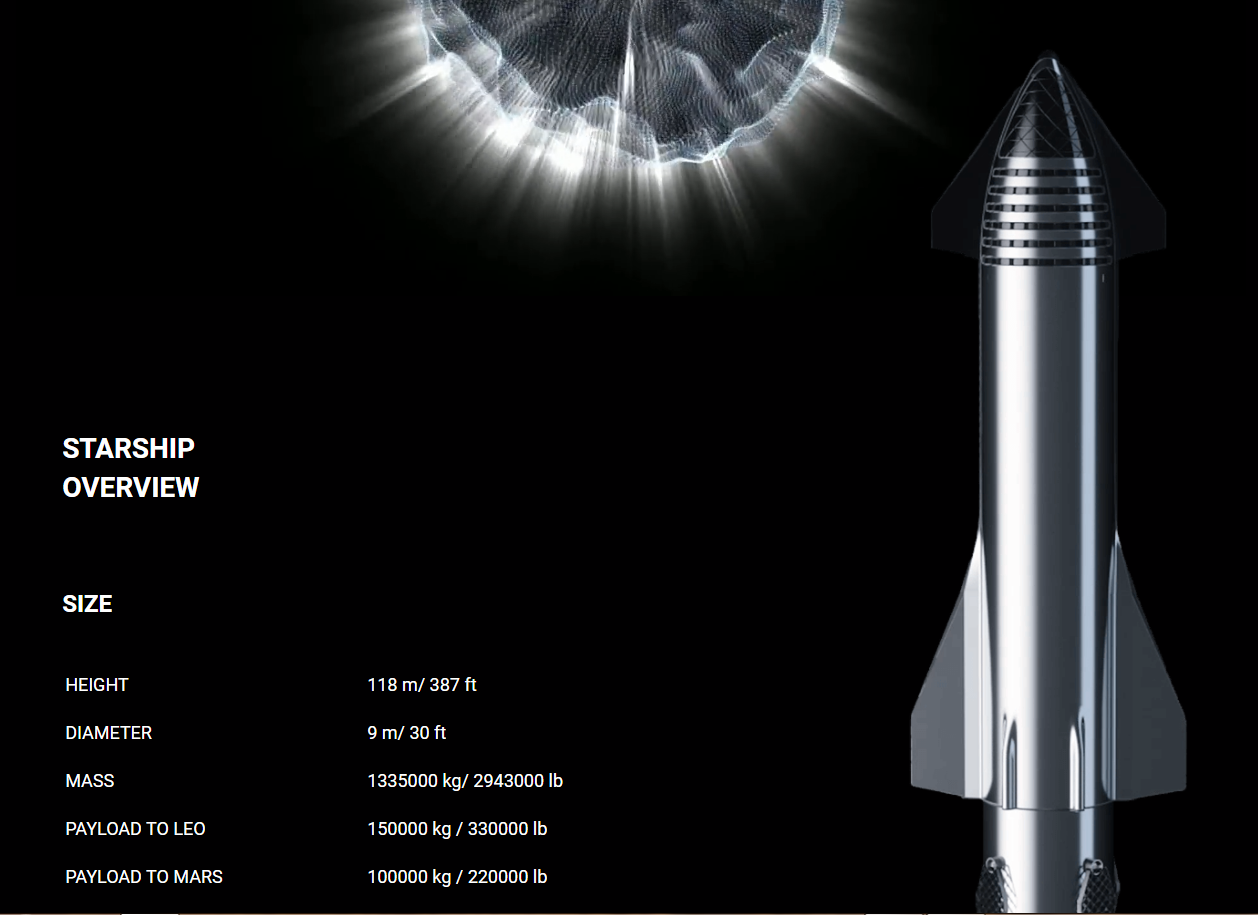 STARSHIP
OVERVIEW
SIZE
HEIGHT 118 m/ 387 ft
DIAMETER 9 m/ 30 ft
MASS 1335000 kg/ 2943000 lb
PAYLOAD TO LEO 150000 kg / 330000 lb
PAYLOAD TO MARS 100000 kg / 220000 lb